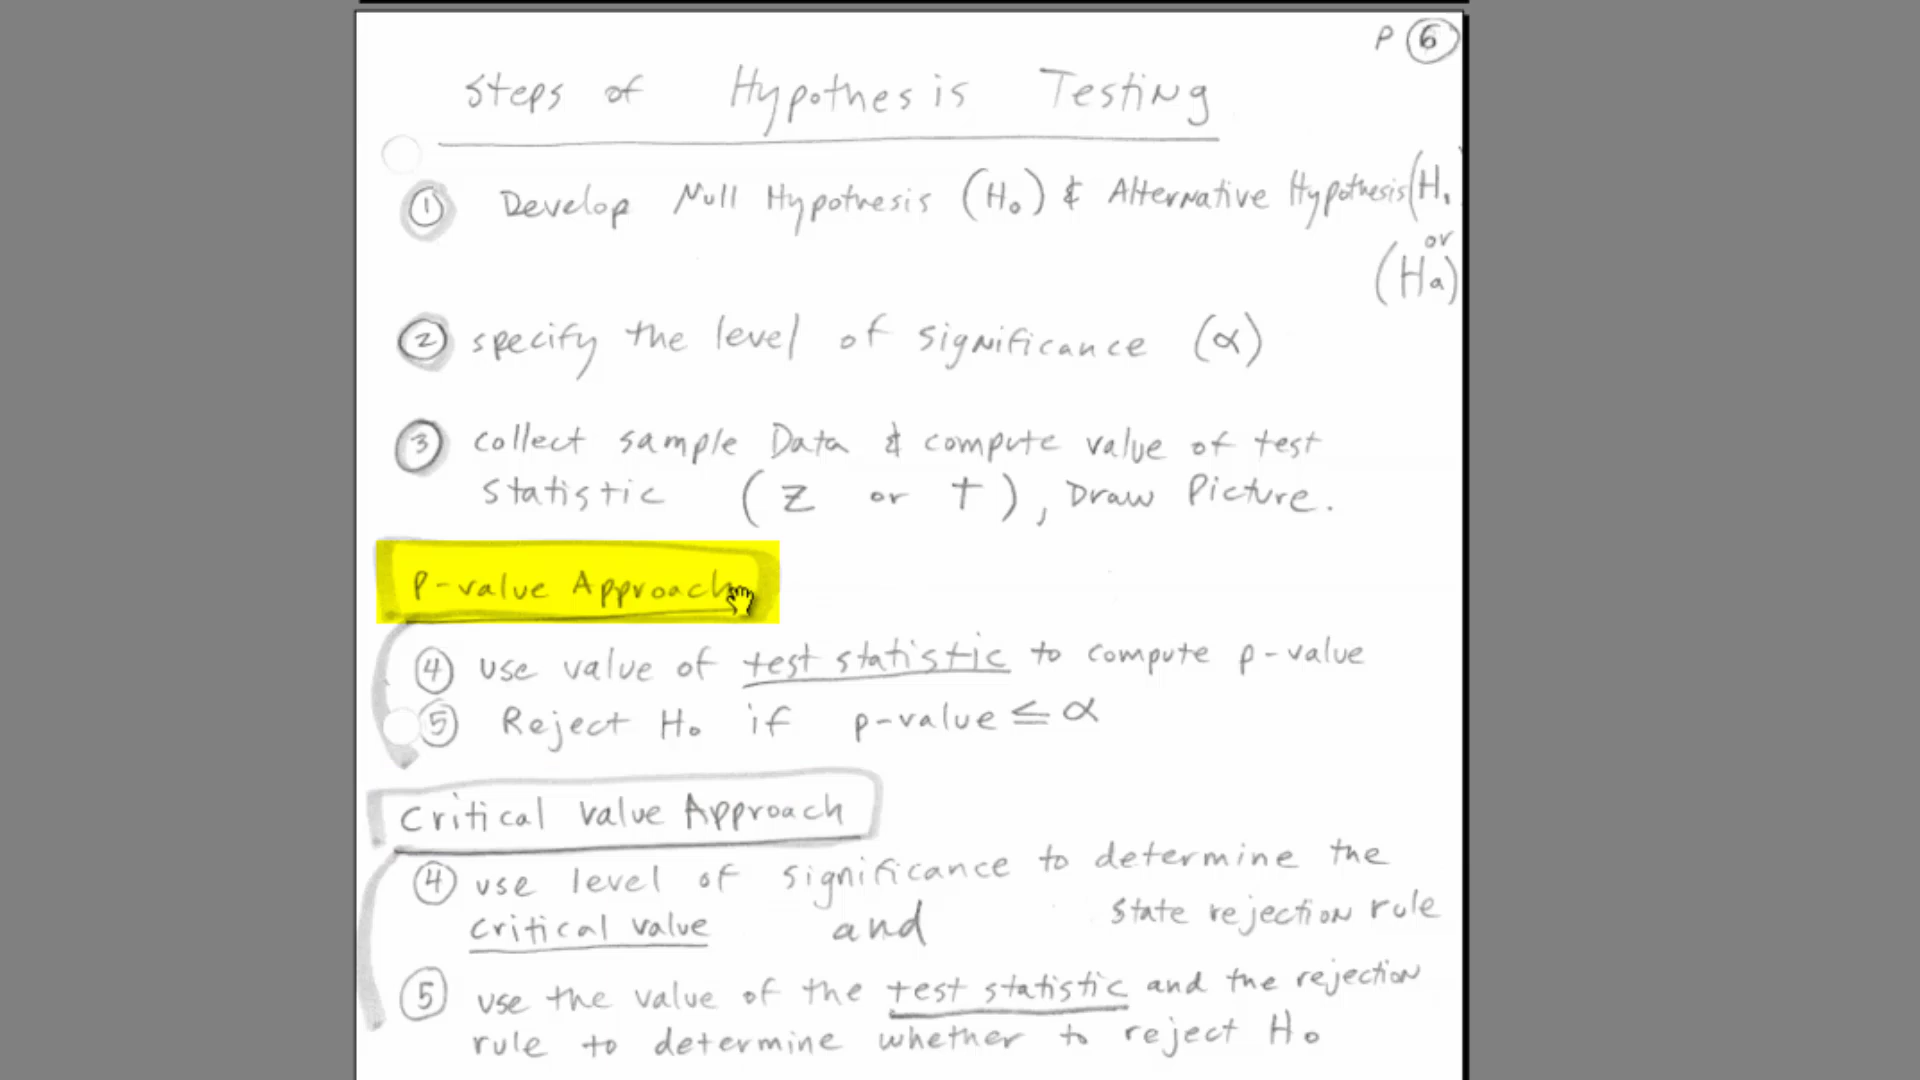 P 6
Steps of Hypothesis Testing
1 Develop Null Hypothesis (H₀) & Alternative Hypothesis (H₁
or
(Ha)
2 specify the level of significance (α)
3 collect sample Data & compute value of test
statistic (Z or T), Draw Picture.
P-value Approach
4 use value of test statistic to compute p-value
5 Reject H₀ if p-value ≤ α
Critical Value Approach
4 use level of significance to determine the
critical value and state rejection rule
5 use the value of the test statistic and the rejection
rule to determine whether to reject H₀